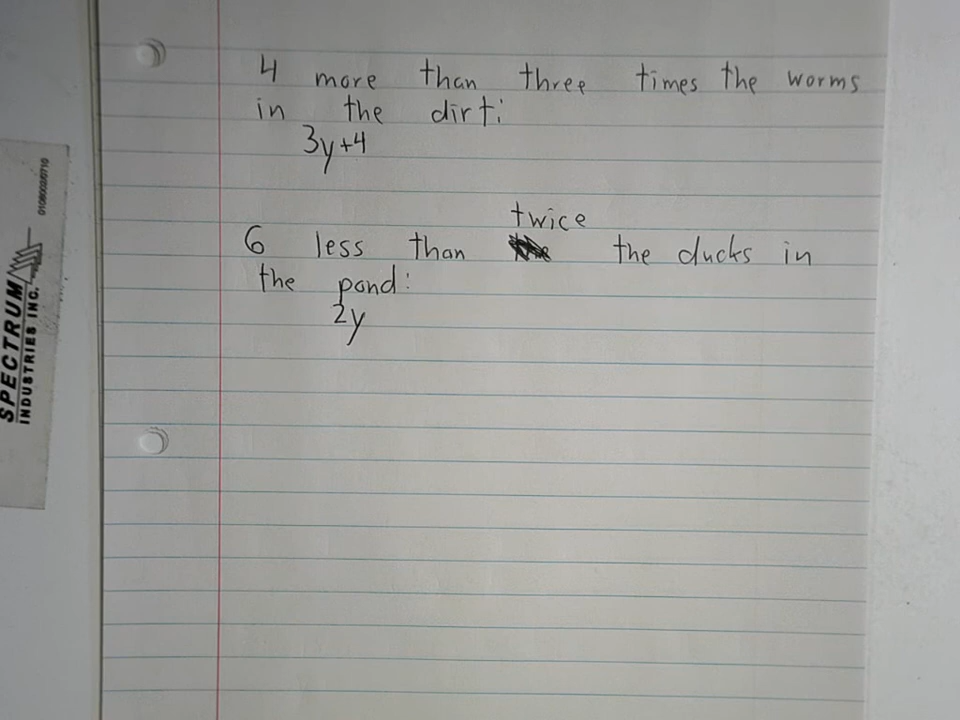 4 more than three times the worms
in the dirt:
3y+4
twice
6 less than the ducks in
the pond:
2y
SPECTRUM
INDUSTRIES INC.